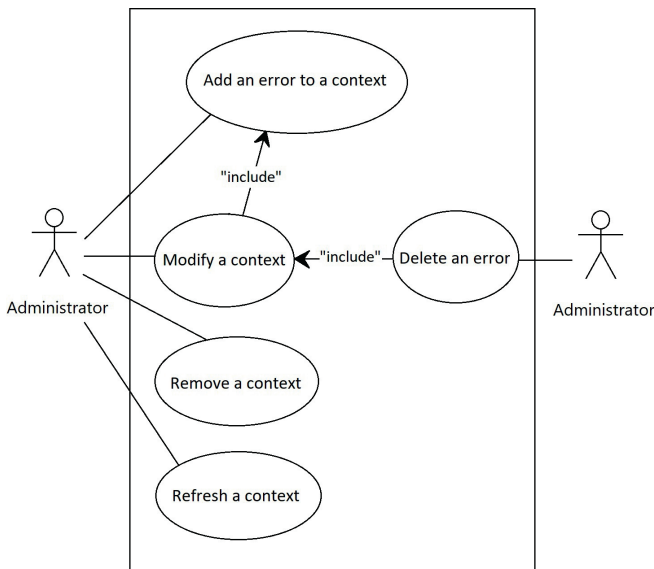 Add an error to a context
"include"
Modify a context
"include"
Delete an error
Administrator
Administrator
Remove a context
Refresh a context